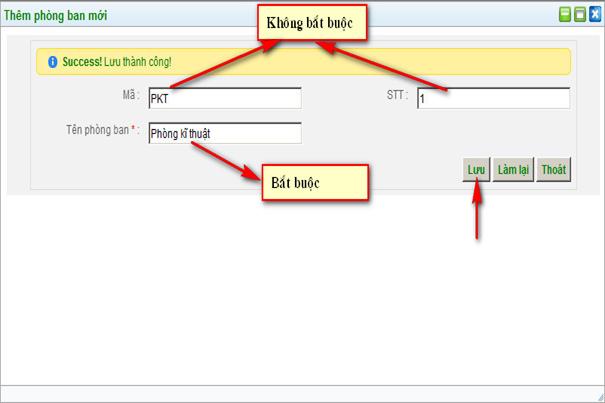 Thêm phòng ban mới
Không bắt buộc
Success! Lưu thành công!
Mã : PKT STT : 1
Tên phòng ban * : Phòng kĩ thuật
Bắt buộc
Lưu Làm lại Thoát